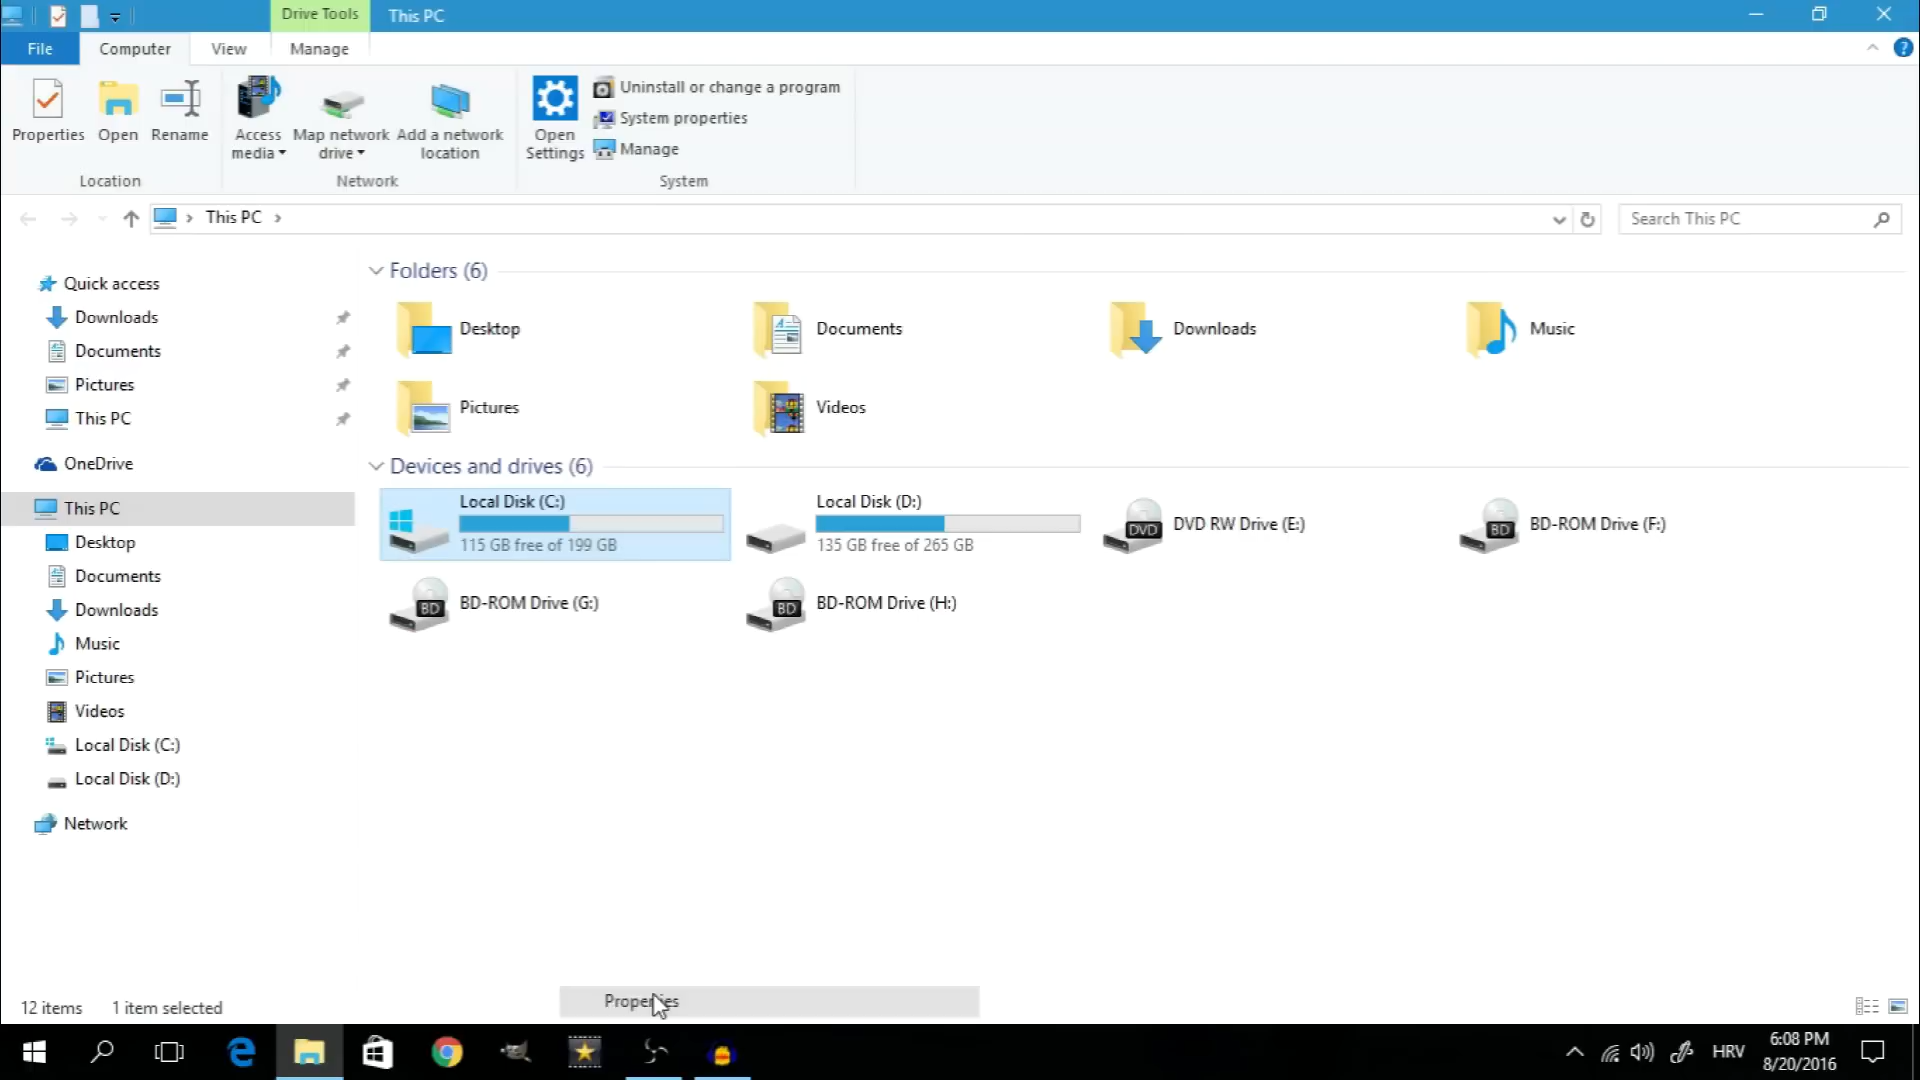 Drive Tools
This PC
File
Computer
View
Manage
Properties
Open
Rename
Access media
Map network drive
Add a network location
Open Settings
Uninstall or change a program
System properties
Manage
Location
Network
System
This PC
Search This PC
Quick access
Downloads
Documents
Pictures
This PC
OneDrive
This PC
Desktop
Documents
Downloads
Music
Pictures
Videos
Local Disk (C:)
Local Disk (D:)
Network
Folders (6)
Desktop
Documents
Downloads
Music
Pictures
Videos
Devices and drives (6)
Local Disk (C:)
115 GB free of 199 GB
Local Disk (D:)
135 GB free of 265 GB
DVD
DVD RW Drive (E:)
BD
BD-ROM Drive (F:)
BD
BD-ROM Drive (G:)
BD
BD-ROM Drive (H:)
12 items
1 item selected
Properties
HRV
6:08 PM
8/20/2016